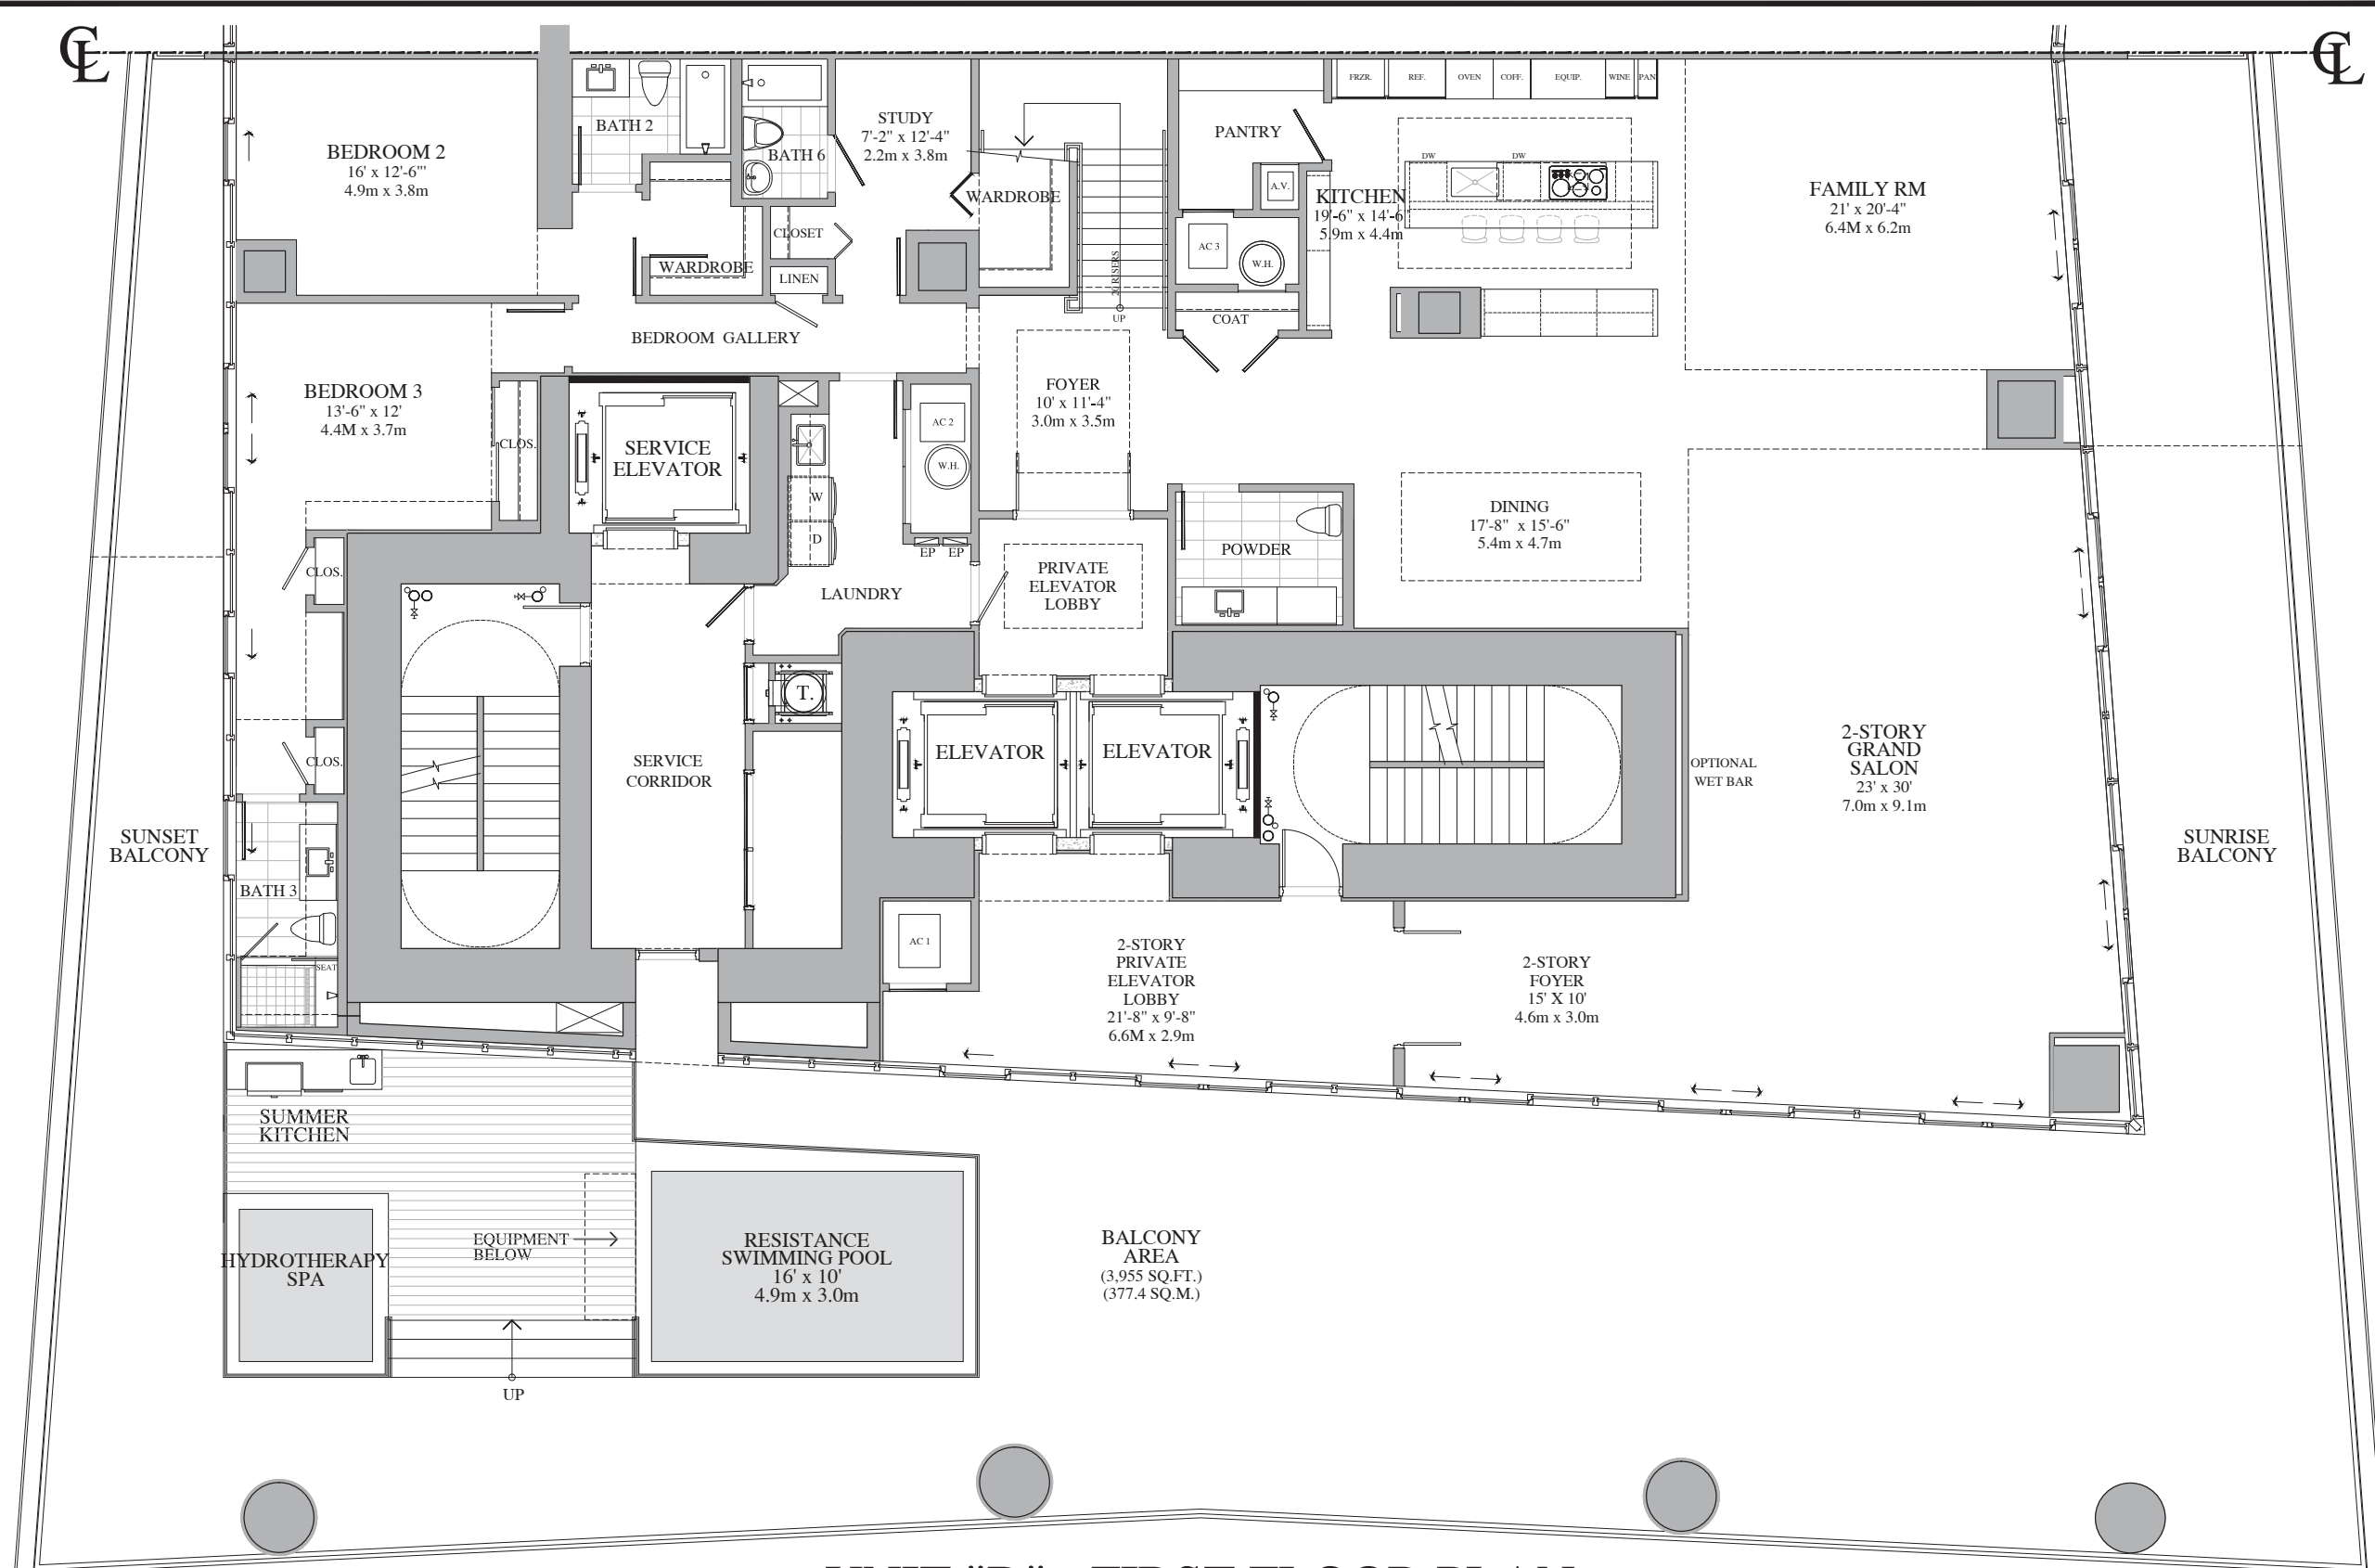 CL
CL
BEDROOM 2
16' x 12'-6"'
4.9m x 3.8m
BATH 2
BATH 6
STUDY
7'-2" x 12'-4"
2.2m x 3.8m
WARDROBE
PANTRY
A.V.
FRZR.
REF.
OVEN
COFF.
EQUIP.
WINE
PAN
DW
DW
KITCHEN
19'-6" x 14'-6
5.9m x 4.4m
FAMILY RM
21' x 20'-4"
6.4M x 6.2m
CLOSET
WARDROBE
LINEN
AC 3
W.H.
COAT
20 RISERS
UP
BEDROOM GALLERY
BEDROOM 3
13'-6" x 12'
4.4M x 3.7m
CLOS.
SERVICE
ELEVATOR
AC 2
W.H.
W
D
EP
EP
FOYER
10' x 11'-4"
3.0m x 3.5m
DINING
17'-8" x 15'-6"
5.4m x 4.7m
POWDER
PRIVATE
ELEVATOR
LOBBY
LAUNDRY
CLOS.
T.
CLOS.
SERVICE
CORRIDOR
ELEVATOR
ELEVATOR
OPTIONAL
WET BAR
2-STORY
GRAND
SALON
23' x 30'
7.0m x 9.1m
SUNSET
BALCONY
SUNRISE
BALCONY
BATH 3
SEAT
AC 1
2-STORY
PRIVATE
ELEVATOR
LOBBY
21'-8" x 9'-8"
6.6M x 2.9m
2-STORY
FOYER
15' X 10'
4.6m x 3.0m
SUMMER
KITCHEN
HYDROTHERAPY
SPA
EQUIPMENT
BELOW
RESISTANCE
SWIMMING POOL
16' x 10'
4.9m x 3.0m
BALCONY
AREA
(3,955 SQ.FT.)
(377.4 SQ.M.)
UP